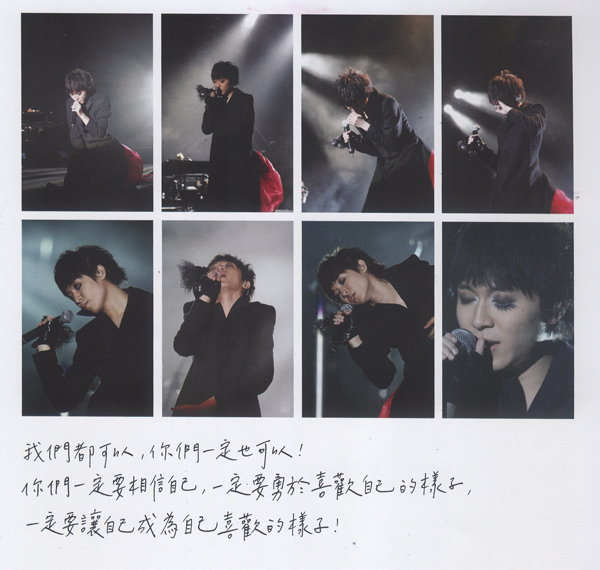 我們都可以，你們一定也可以！
你們一定要相信自己，一定要勇於喜歡自己的樣子，
一定要讓自己成為自己喜歡的樣子！